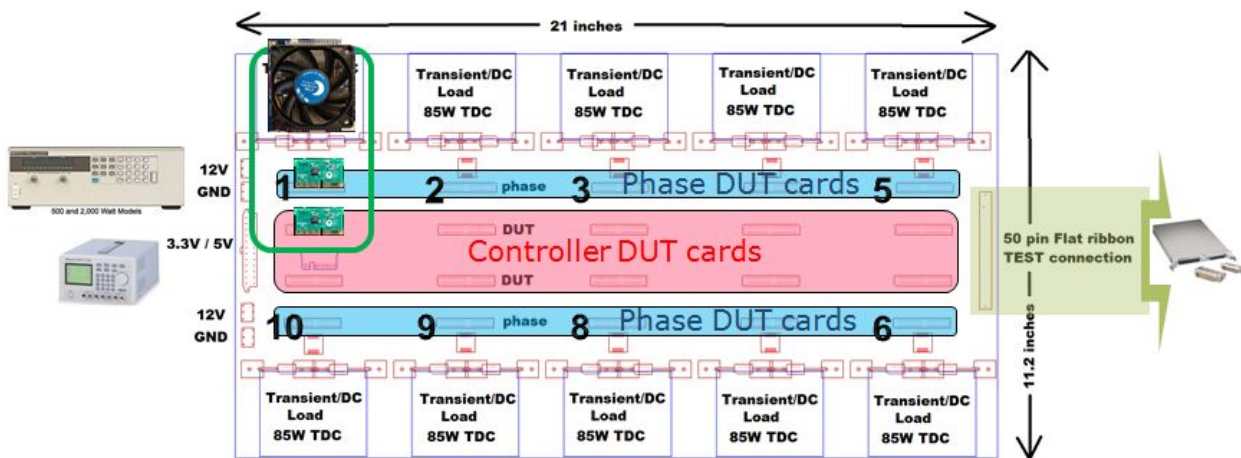 21 inches
Transient/DC
Load
85W TDC
Transient/DC
Load
85W TDC
Transient/DC
Load
85W TDC
Transient/DC
Load
85W TDC
12V
GND
500 and 2,000 Watt Models
1
2
phase
3
Phase DUT cards
5
3.3V / 5V
DUT
Controller DUT cards
DUT
50 pin Flat ribbon
TEST connection
12V
GND
10
9
phase
8
Phase DUT cards
6
11.2 inches
Transient/DC
Load
85W TDC
Transient/DC
Load
85W TDC
Transient/DC
Load
85W TDC
Transient/DC
Load
85W TDC
Transient/DC
Load
85W TDC